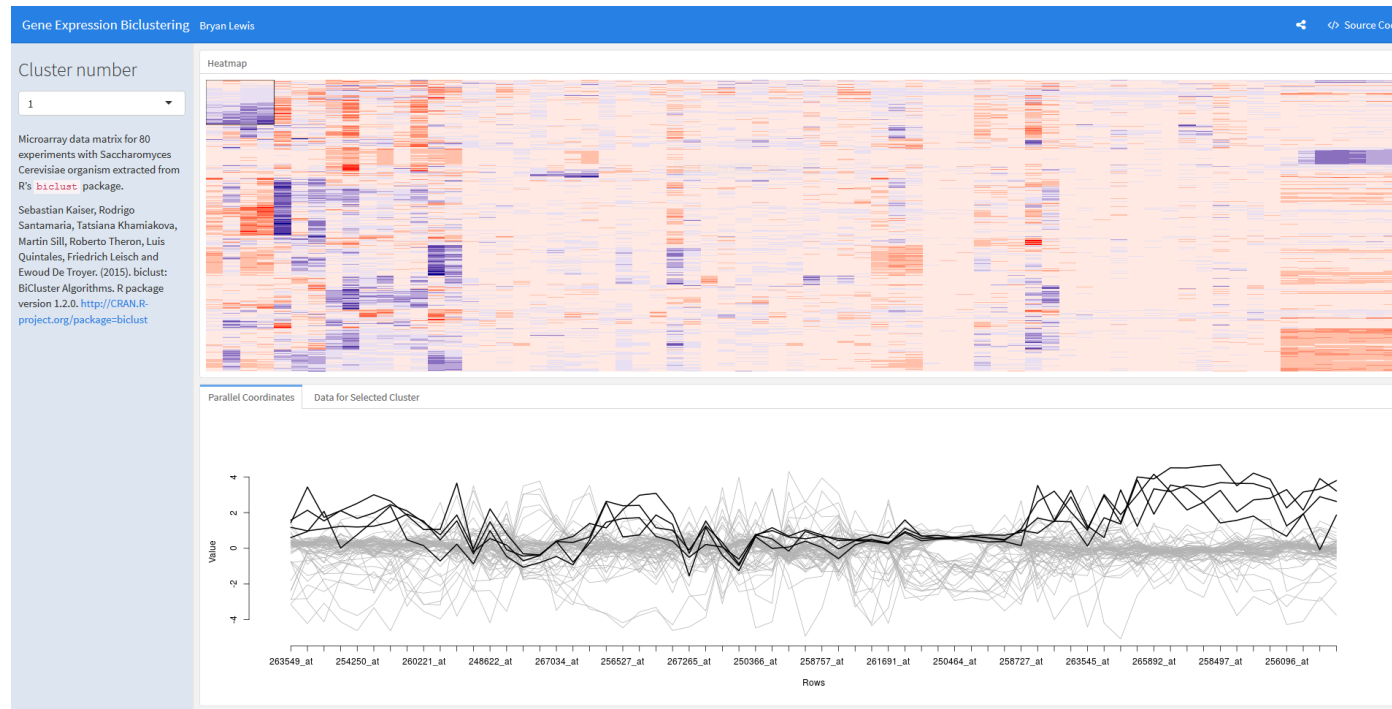 Gene Expression Biclustering Bryan Lewis
</> Source Co
Cluster number
1
Microarray data matrix for 80
experiments with Saccharomyces
Cerevisiae organism extracted from
R's biclust package.
Sebastian Kaiser, Rodrigo
Santamaria, Tatsiana Khamiakova,
Martin Sill, Roberto Theron, Luis
Quintales, Friedrich Leisch and
Ewoud De Troyer. (2015). biclust:
BiCluster Algorithms. R package
version 1.2.0. http://CRAN.R-
project.org/package=biclust
Heatmap
Parallel Coordinates Data for Selected Cluster
4
2
0
-2
-4
Value
263549_at 254250_at 260221_at 248622_at 267034_at 256527_at 267265_at 250366_at 258757_at 261691_at 250464_at 258727_at 263545_at 265892_at 258497_at 256096_at
Rows